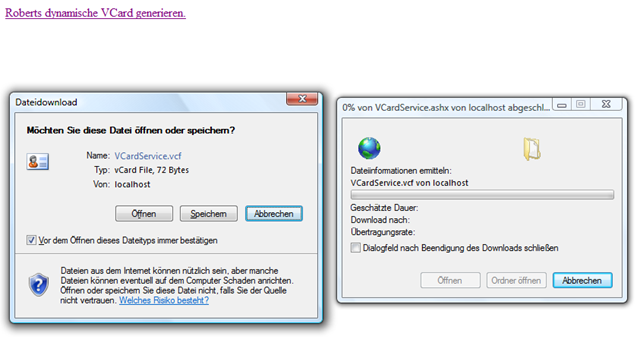 Roberts dynamische VCard generieren.
Dateidownload
Möchten Sie diese Datei öffnen oder speichern?
Name: VCardService.vcf
Typ: vCard File, 72 Bytes
Von: localhost
Öffnen Speichern Abbrechen
Vor dem Öffnen dieses Dateityps immer bestätigen
Dateien aus dem Internet können nützlich sein, aber manche
Dateien können eventuell auf dem Computer Schaden anrichten.
Öffnen oder speichern Sie diese Datei nicht, falls Sie der Quelle
nicht vertrauen. Welches Risiko besteht?
0% von VCardService.ashx von localhost abgeschl...
Dateiinformationen ermitteln:
VCardService.vcf von localhost
Geschätzte Dauer:
Download nach:
Übertragungsrate:
Dialogfeld nach Beendigung des Downloads schließen
Öffnen Ordner öffnen Abbrechen